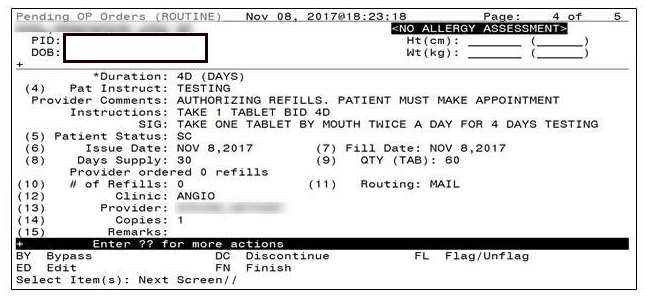 Pending OP Orders (ROUTINE)   Nov 08, 2017@18:23:18   Page: 4 of 5
<NO ALLERGY ASSESSMENT>
PID:   Ht(cm): _______ (______)
DOB:   Wt(kg): _______ (______)
+
*Duration: 4D (DAYS)
(4) Pat Instruct: TESTING
Provider Comments: AUTHORIZING REFILLS. PATIENT MUST MAKE APPOINTMENT
Instructions: TAKE 1 TABLET BID 4D
SIG: TAKE ONE TABLET BY MOUTH TWICE A DAY FOR 4 DAYS TESTING
(5) Patient Status: SC
(6) Issue Date: NOV 8,2017   (7) Fill Date: NOV 8,2017
(8) Days Supply: 30   (9) QTY (TAB): 60
Provider ordered 0 refills
(10) # of Refills: 0   (11) Routing: MAIL
(12) Clinic: ANGIO
(13) Provider:
(14) Copies: 1
(15) Remarks:
+ Enter ?? for more actions
BY Bypass   DC Discontinue   FL Flag/Unflag
ED Edit   FN Finish
Select Item(s): Next Screen//